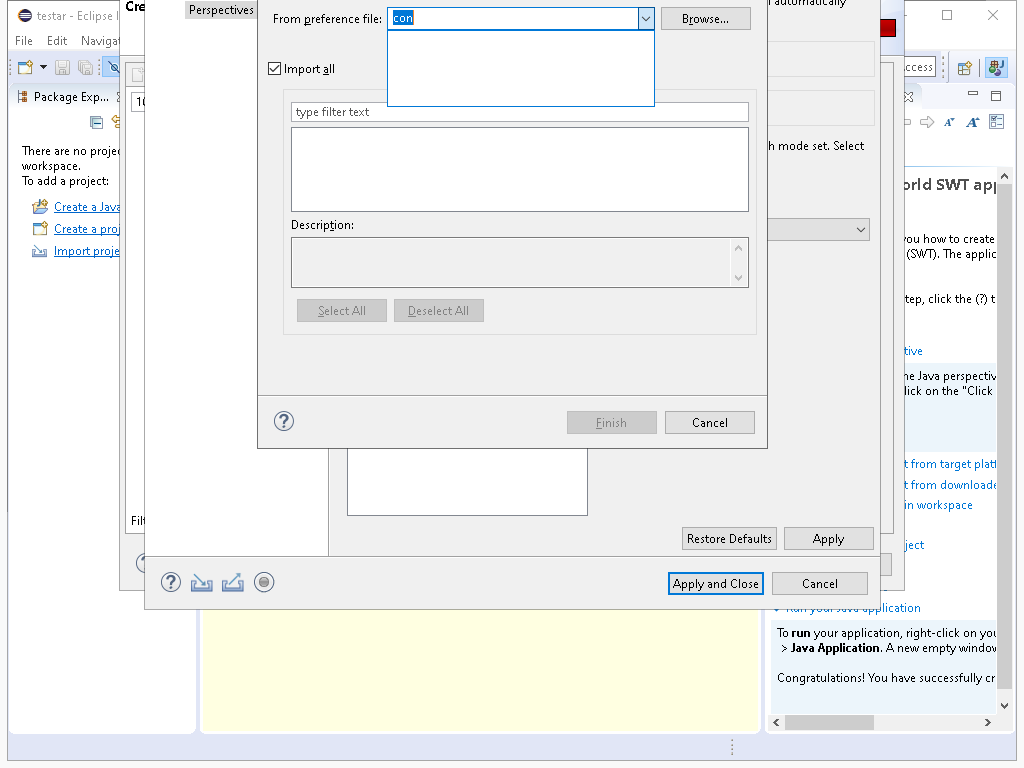 testar - Eclipse I
File Edit Navigat
Cre
Perspectives
From preference file:
con
Browse...
automatically
Import all
type filter text
Description:
Select All
Deselect All
Finish
Cancel
h mode set. Select
Restore Defaults
Apply
Apply and Close
Cancel
Package Exp...
There are no projec
workspace.
To add a project:
Create a Java
Create a proj
Import proje
10
Filt
ccess
orld SWT app
you how to create
(SWT). The applic
tep, click the (?) t
tive
he Java perspectiv
lick on the "Click
t from target platf
t from downloade
in workspace
ject
Run your Java application
To run your application, right-click on you
> Java Application. A new empty window
Congratulations! You have successfully cr